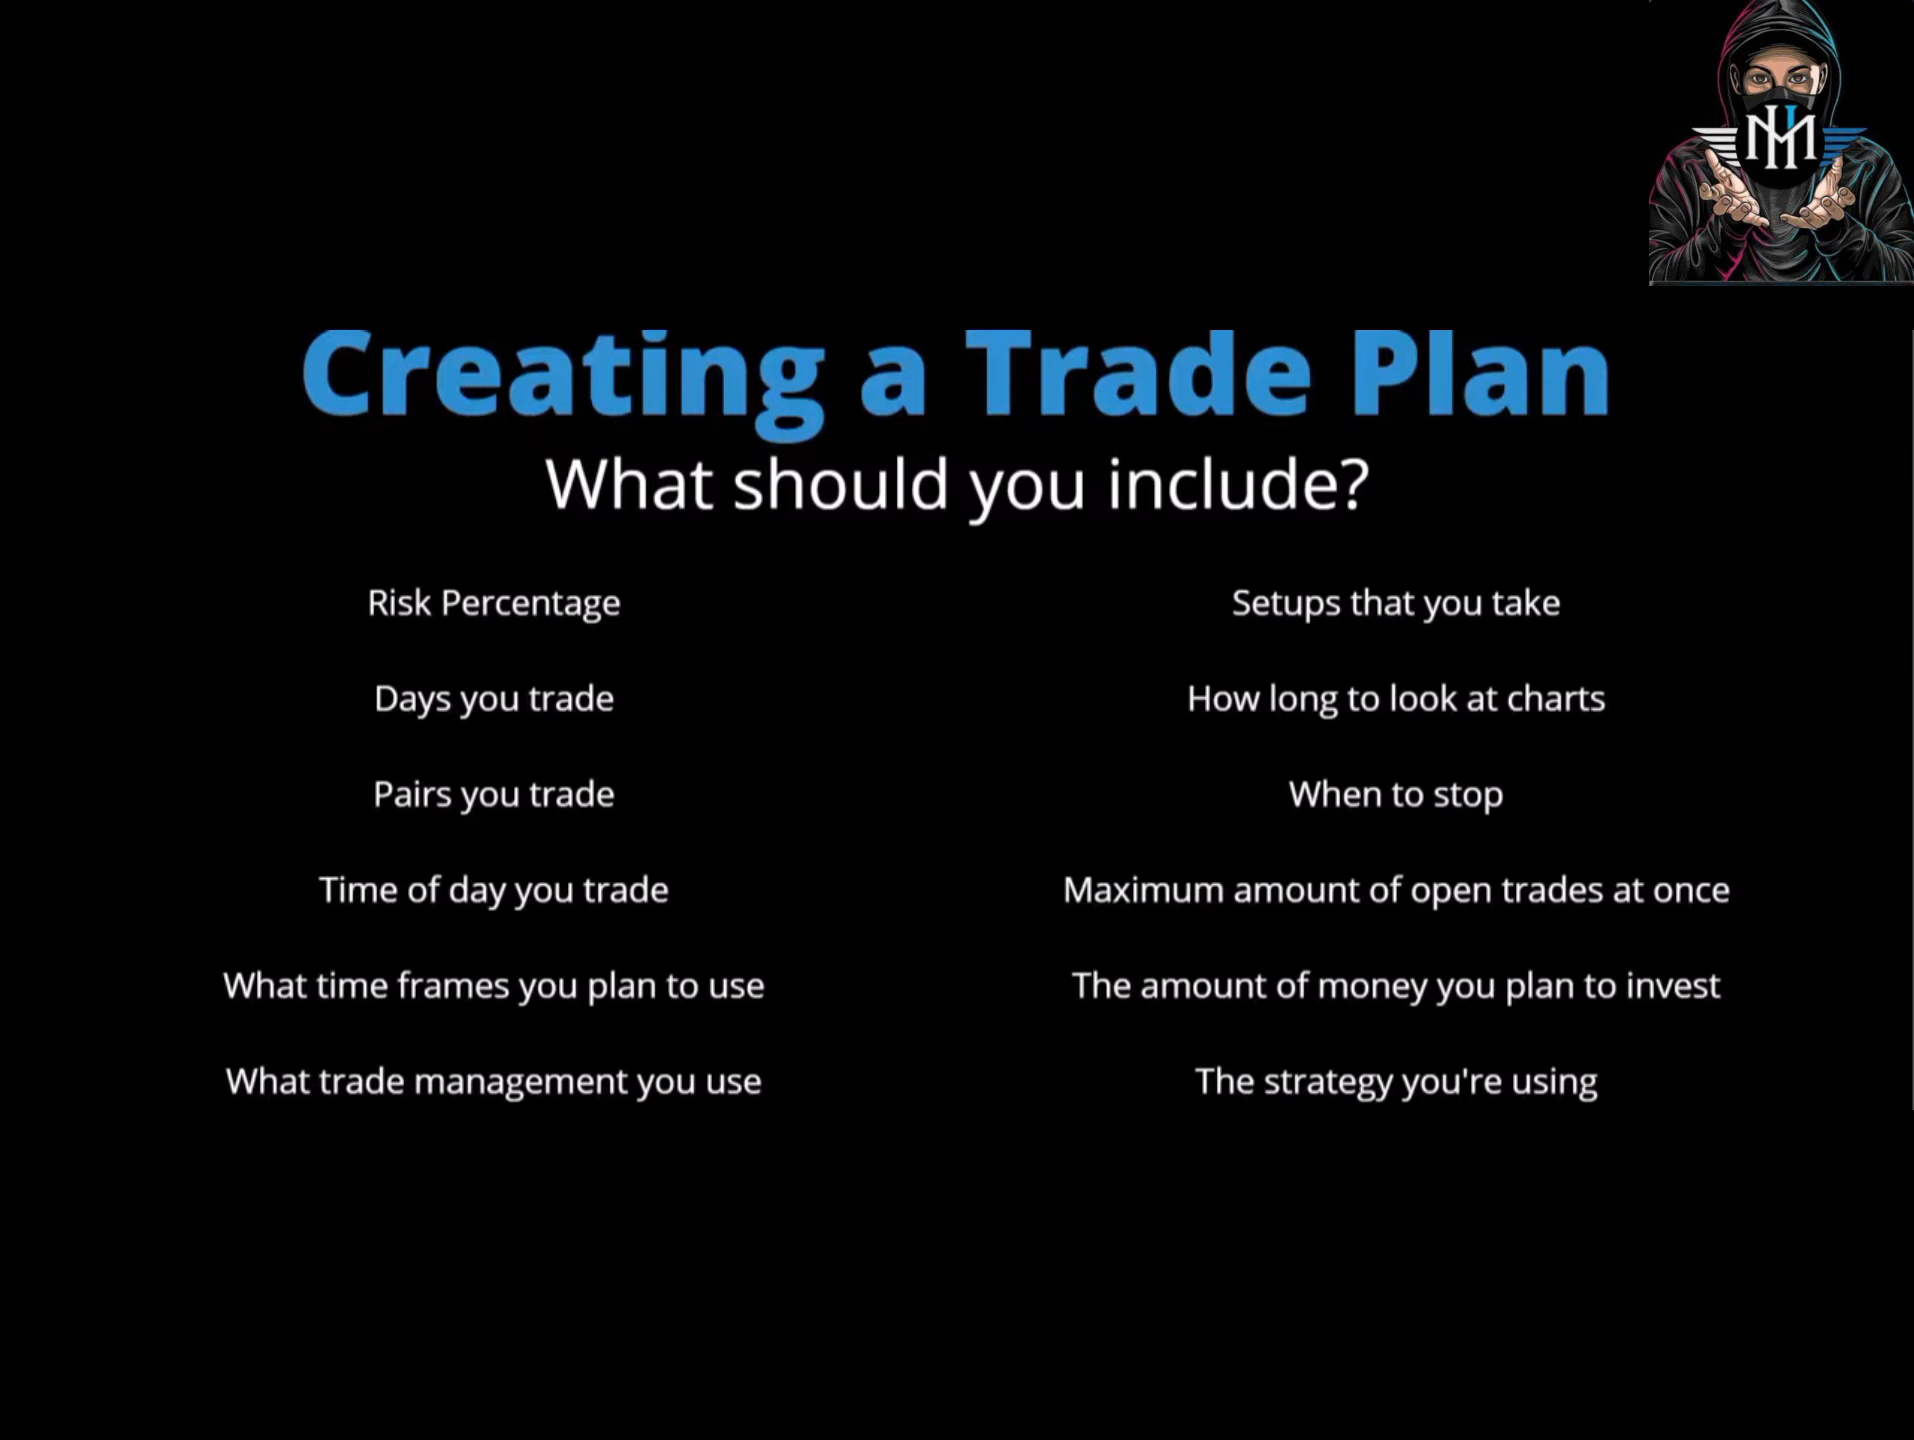 Creating a Trade Plan
What should you include?
Risk Percentage
Days you trade
Pairs you trade
Time of day you trade
What time frames you plan to use
What trade management you use
Setups that you take
How long to look at charts
When to stop
Maximum amount of open trades at once
The amount of money you plan to invest
The strategy you're using